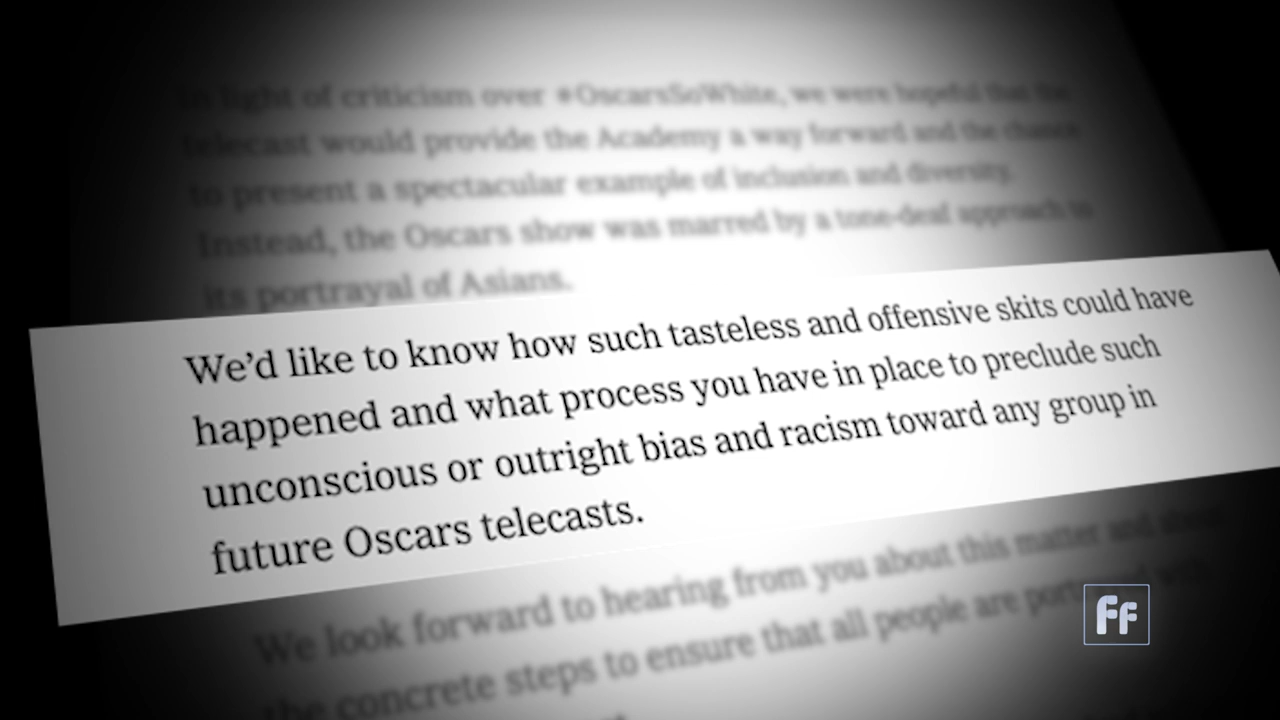 In light of criticism over #OscarsSoWhite, we were hopeful that the
telecast would provide the Academy a way forward and the chance
to present a spectacular example of inclusion and diversity.
Instead, the Oscars show was marred by a tone-deaf approach to
its portrayal of Asians.
We’d like to know how such tasteless and offensive skits could have
happened and what process you have in place to preclude such
unconscious or outright bias and racism toward any group in
future Oscars telecasts.
We look forward to hearing from you about this matter and about
the concrete steps to ensure that all people are portrayed with
FF